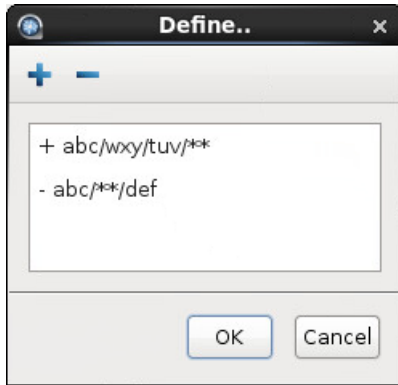 Define..
+ abc/wxy/tuv/**
- abc/**/def
OK
Cancel